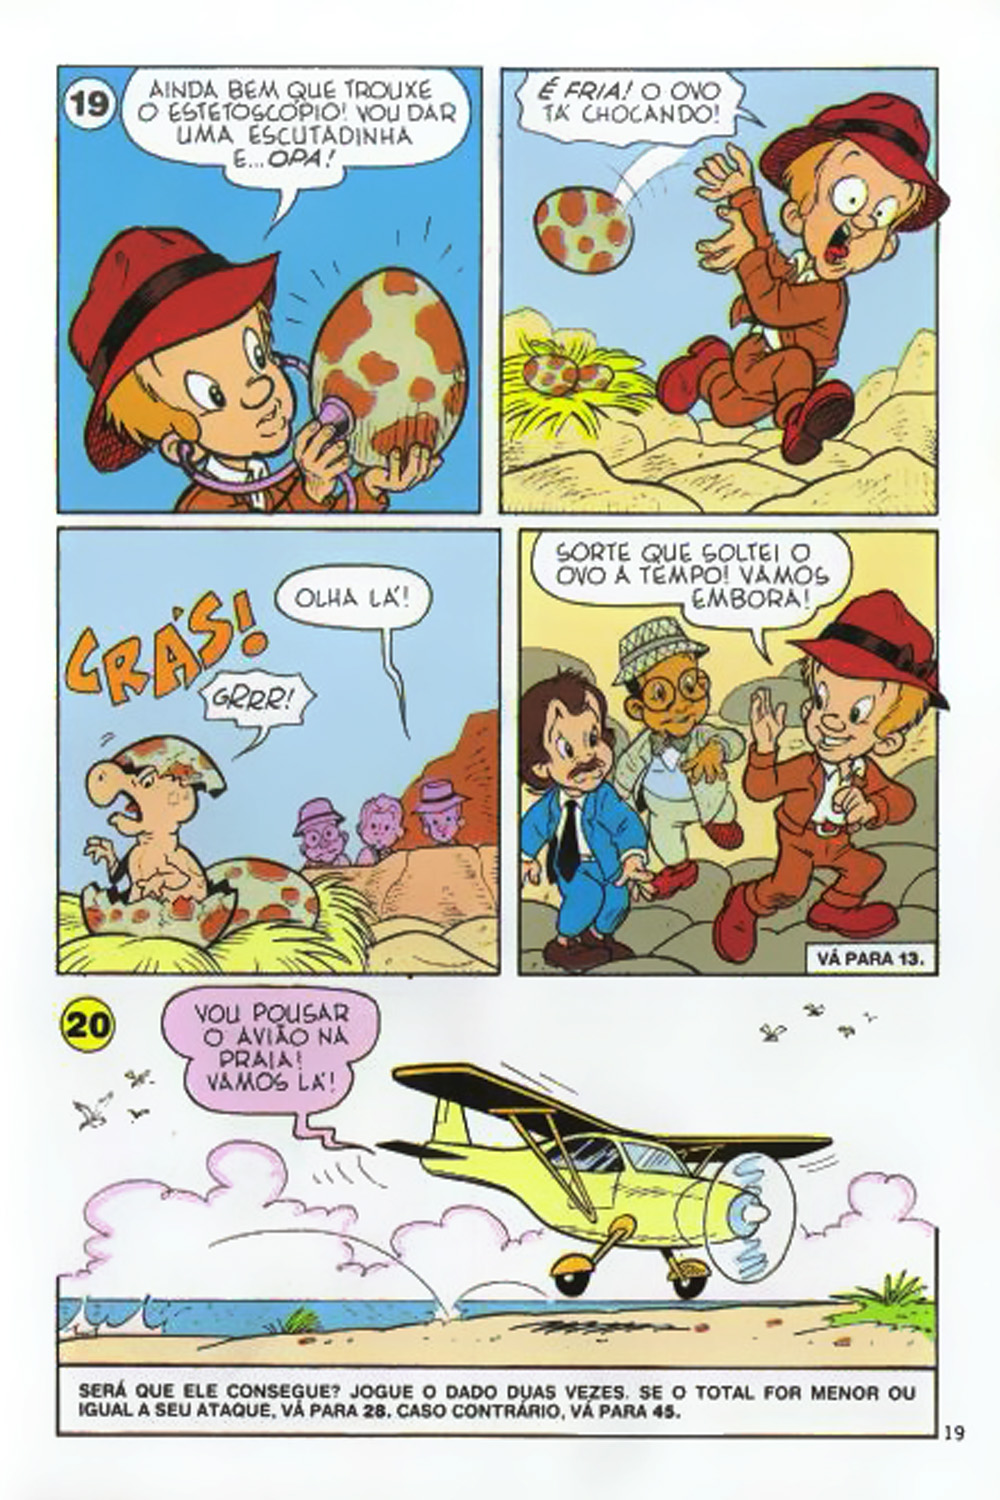 19
AINDA BEM QUE TROUXE
O ESTETOSCÓPIO! VOU DAR
UMA ESCUTADINHA
E...OPA!
É FRIA! O OVO
TÁ CHOCANDO!
CRÁS!
GRRR!
OLHA LÁ!
SORTE QUE SOLTEI O
OVO A TEMPO! VAMOS
EMBORA!
VÁ PARA 13.
20
VOU POUSAR
O AVIÃO NA
PRAIA!
VAMOS LÁ!
SERÁ QUE ELE CONSEGUE? JOGUE O DADO DUAS VEZES. SE O TOTAL FOR MENOR OU
IGUAL A SEU ATAQUE, VÁ PARA 28. CASO CONTRÁRIO, VÁ PARA 45.
19